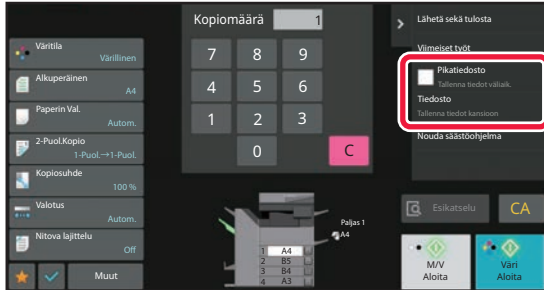 Väritila
Värillinen
Alkuperäinen
A4
Paperin Val.
Autom.
2-Puol.Kopio
1-Puol.→1-Puol.
Kopiosuhde
100 %
Valotus
Autom.
Nitova lajittelu
Off
Muut
Kopiomäärä 1
7 8 9
4 5 6
1 2 3
0 C
Paljas 1
A4
1 A4
2 B5
3 B4
4 A3
Lähetä sekä tulosta
Viimeiset työt
Pikatiedosto
Tallenna tiedot väliaik.
Tiedosto
Tallenna tiedot kansioon
Nouda säästöohjelma
Esikatselu
CA
M/V
Aloita
Väri
Aloita